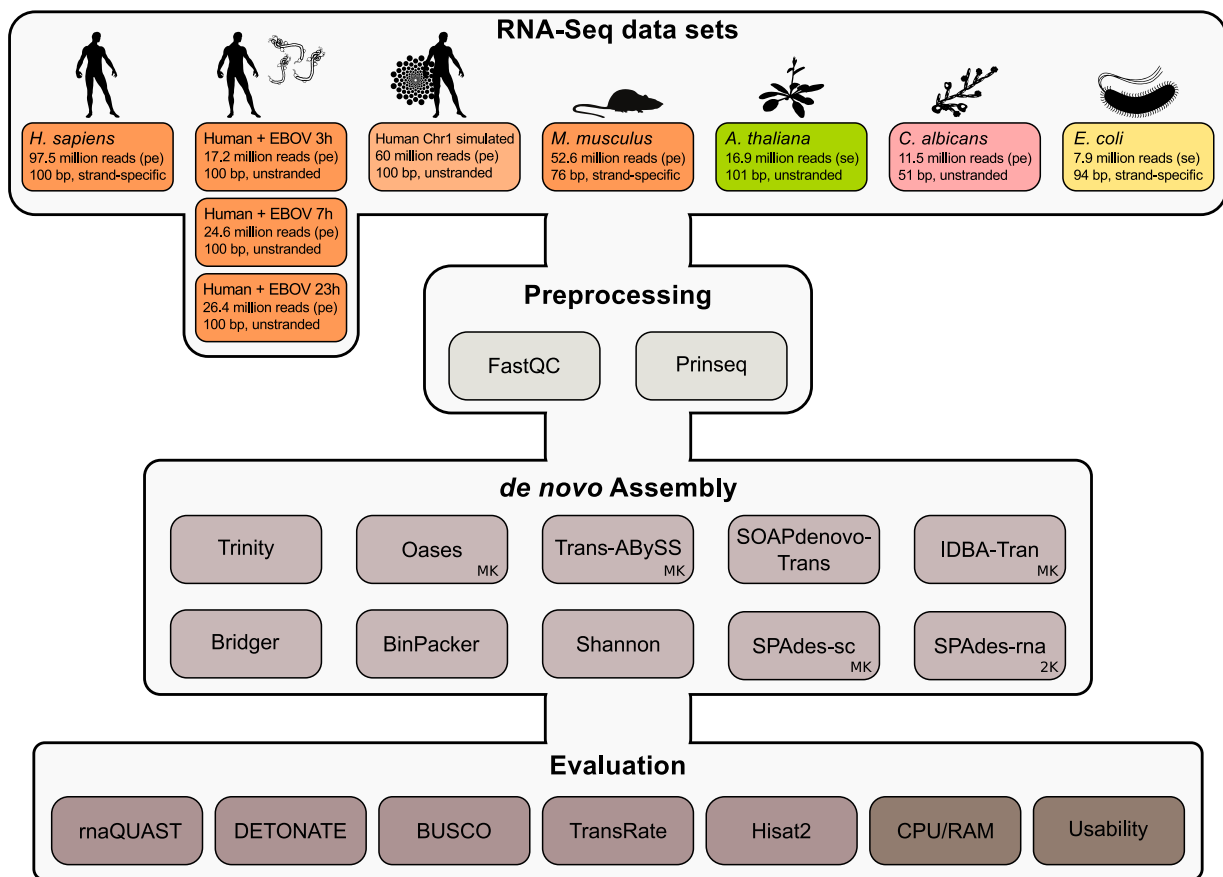 RNA-Seq data sets
H. sapiens
97.5 million reads (pe)
100 bp, strand-specific
Human + EBOV 3h
17.2 million reads (pe)
100 bp, unstranded
Human + EBOV 7h
24.6 million reads (pe)
100 bp, unstranded
Human + EBOV 23h
26.4 million reads (pe)
100 bp, unstranded
Human Chr1 simulated
60 million reads (pe)
100 bp, unstranded
M. musculus
52.6 million reads (pe)
76 bp, strand-specific
A. thaliana
16.9 million reads (se)
101 bp, unstranded
C. albicans
11.5 million reads (pe)
51 bp, unstranded
E. coli
7.9 million reads (se)
94 bp, strand-specific
Preprocessing
FastQC
Prinseq
de novo Assembly
Trinity
Oases
MK
Trans-ABySS
MK
SOAPdenovo-
Trans
IDBA-Tran
MK
Bridger
BinPacker
Shannon
SPAdes-sc
MK
SPAdes-rna
2K
Evaluation
rnaQUAST
DETONATE
BUSCO
TransRate
Hisat2
CPU/RAM
Usability